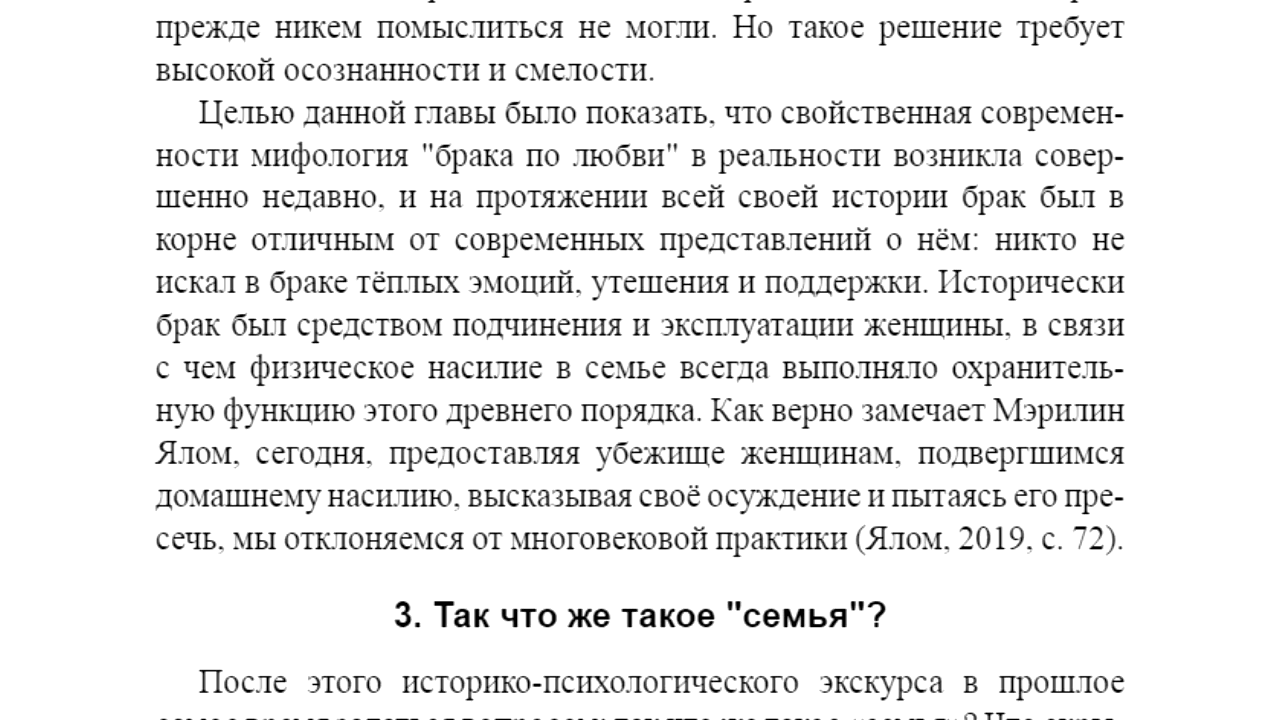 прежде никем помыслиться не могли. Но такое решение требует
высокой осознанности и смелости.
Целью данной главы было показать, что свойственная современ-
ности мифология "брака по любви" в реальности возникла совер-
шенно недавно, и на протяжении всей своей истории брак был в
корне отличным от современных представлений о нём: никто не
искал в браке тёплых эмоций, утешения и поддержки. Исторически
брак был средством подчинения и эксплуатации женщины, в связи
с чем физическое насилие в семье всегда выполняло охранитель-
ную функцию этого древнего порядка. Как верно замечает Мэрилин
Ялом, сегодня, предоставляя убежище женщинам, подвергшимся
домашнему насилию, высказывая своё осуждение и пытаясь его пре-
сечь, мы отклоняемся от многовековой практики (Ялом, 2019, с. 72).
3. Так что же такое "семья"?
После этого историко-психологического экскурса в прошлое